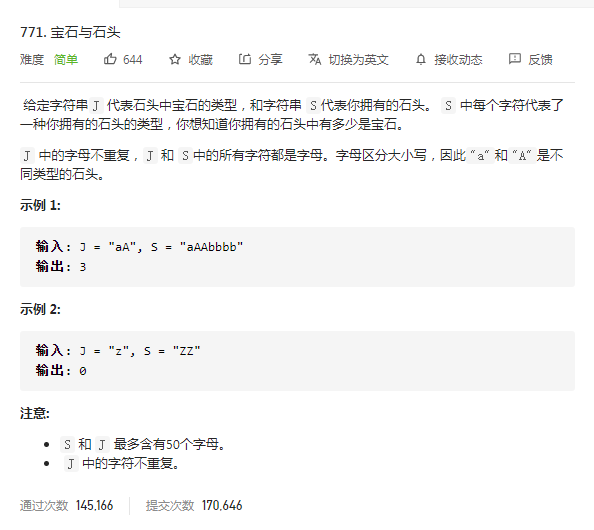 771. 宝石与石头
难度 简单 644 收藏 分享 切换为英文 接收动态 反馈
给定字符串 J 代表石头中宝石的类型，和字符串 S代表你拥有的石头。 S 中每个字符代表了
一种你拥有的石头的类型，你想知道你拥有的石头中有多少是宝石。
J 中的字母不重复，J 和 S中的所有字符都是字母。字母区分大小写，因此"a"和"A"是不
同类型的石头。
示例 1:
输入: J = "aA", S = "aAAbbbb"
输出: 3
示例 2:
输入: J = "z", S = "ZZ"
输出: 0
注意:
• S 和 J 最多含有50个字母。
• J 中的字符不重复。
通过次数 145,166 提交次数 170,646